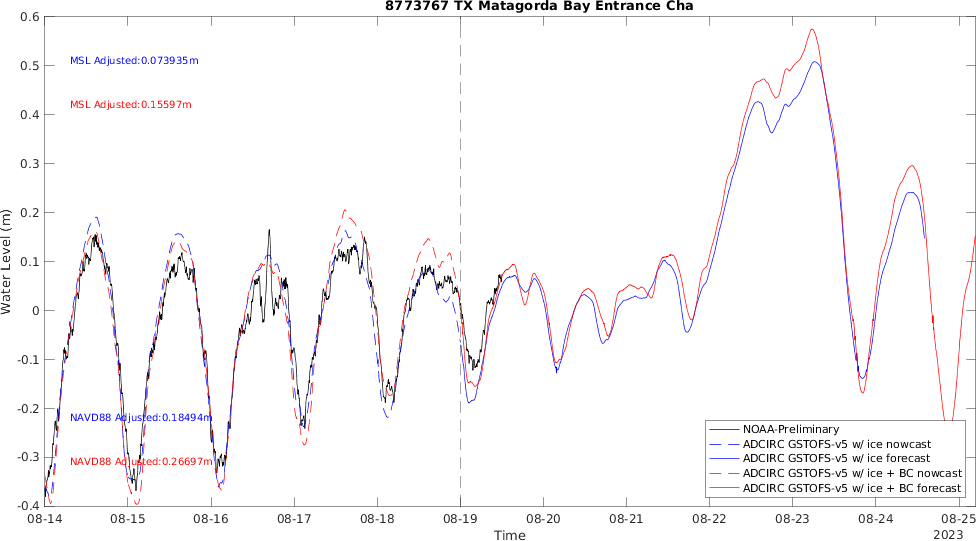 8773767 TX Matagorda Bay Entrance Cha
0.6
0.5
0.4
0.3
0.2
0.1
0
-0.1
-0.2
-0.3
-0.4
Water Level (m)
MSL Adjusted:0.073935m
MSL Adjusted:0.15597m
NAVD88 Adjusted:0.18494m
NAVD88 Adjusted:0.26697m
NOAA-Preliminary
ADCIRC GSTOFS-v5 w/ ice nowcast
ADCIRC GSTOFS-v5 w/ ice forecast
ADCIRC GSTOFS-v5 w/ ice + BC nowcast
ADCIRC GSTOFS-v5 w/ ice + BC forecast
08-14 08-15 08-16 08-17 08-18 08-19 08-20 08-21 08-22 08-23 08-24 08-25
Time
2023